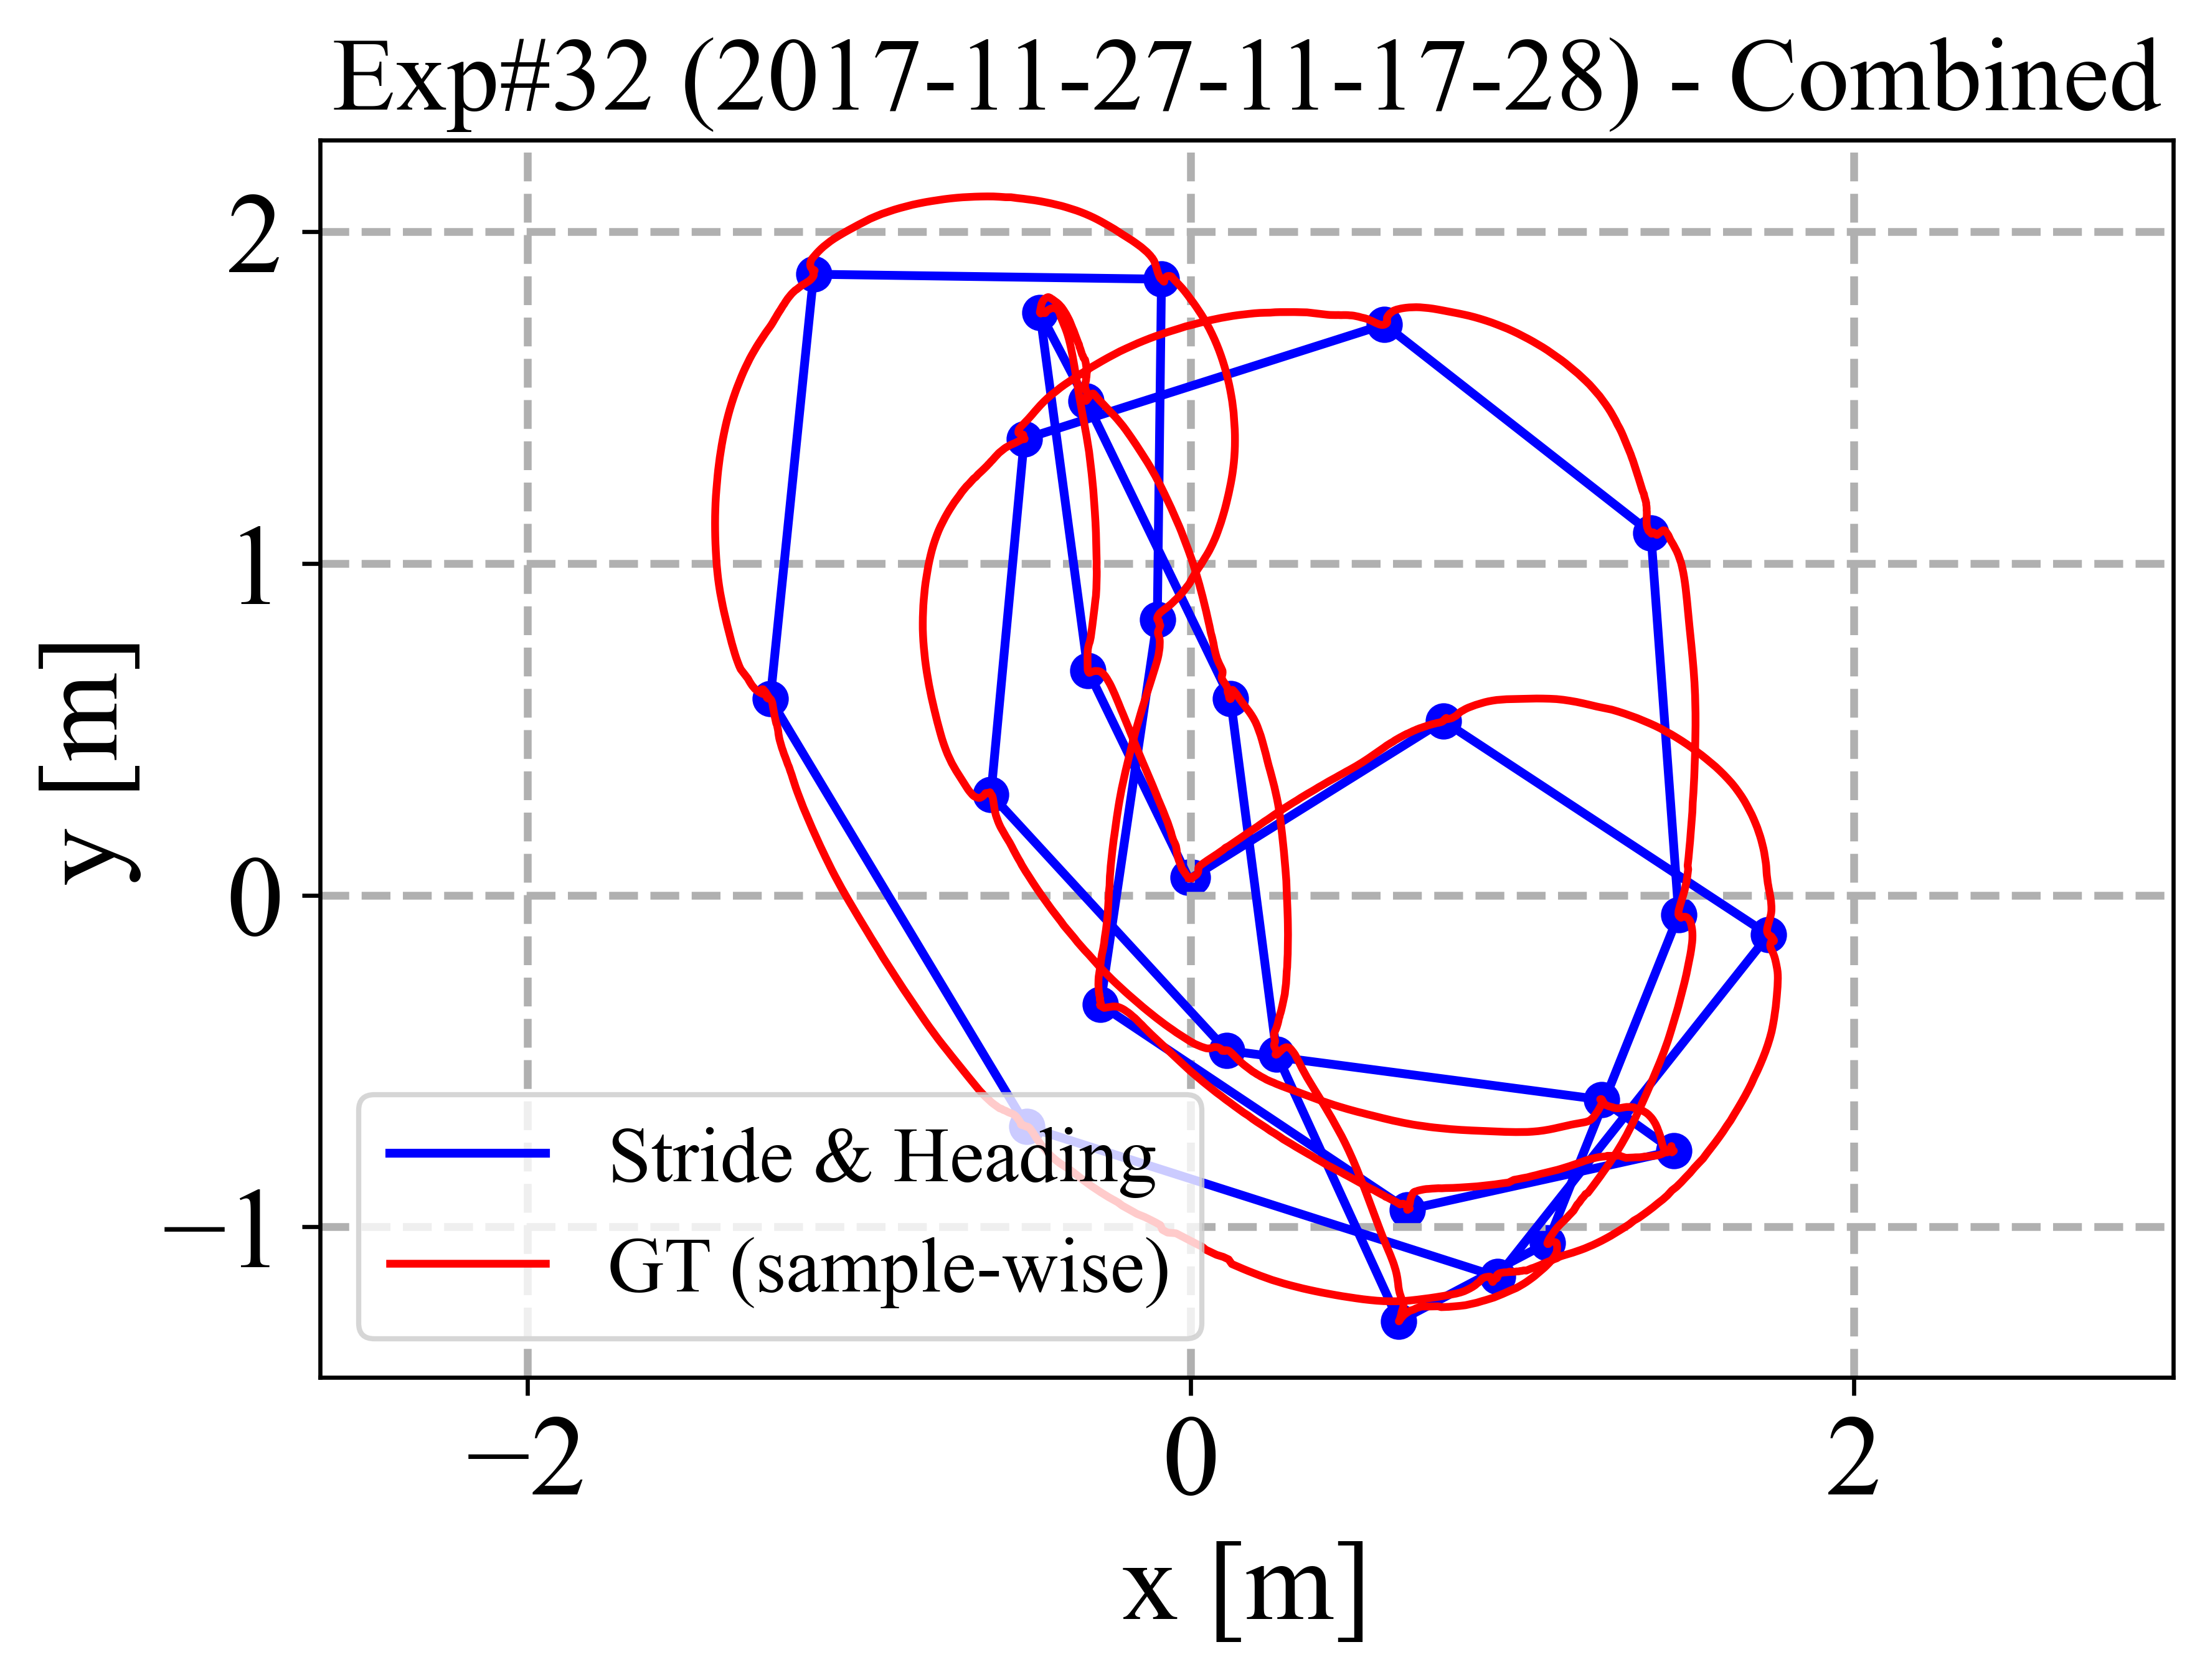 Exp#32 (2017-11-27-11-17-28) - Combined
2
1
0
−1
y [m]
Stride & Heading
GT (sample-wise)
−2
0
2
x [m]